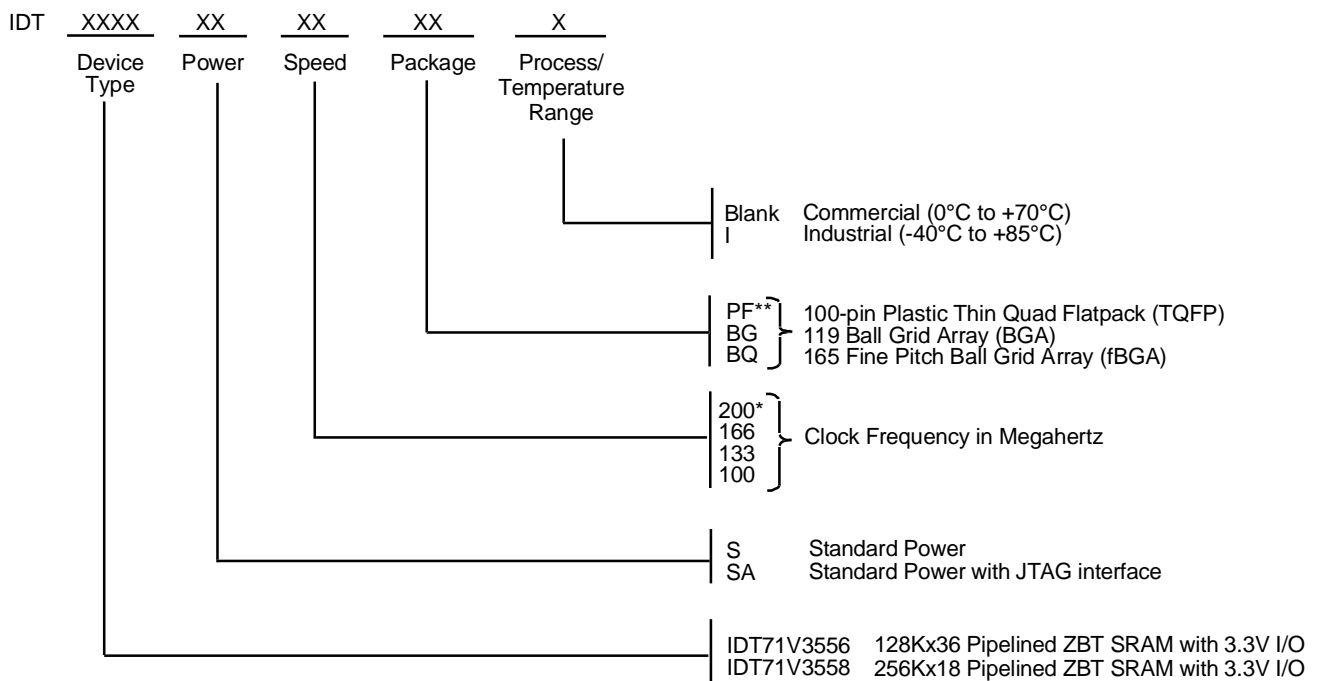 IDT XXXX XX XX XX X
Device Type Power Speed Package Process/ Temperature Range
Blank Commercial (0°C to +70°C)
I Industrial (-40°C to +85°C)
PF** 100-pin Plastic Thin Quad Flatpack (TQFP)
BG 119 Ball Grid Array (BGA)
BQ 165 Fine Pitch Ball Grid Array (fBGA)
200*
166
133
100
Clock Frequency in Megahertz
S Standard Power
SA Standard Power with JTAG interface
IDT71V3556 128Kx36 Pipelined ZBT SRAM with 3.3V I/O
IDT71V3558 256Kx18 Pipelined ZBT SRAM with 3.3V I/O